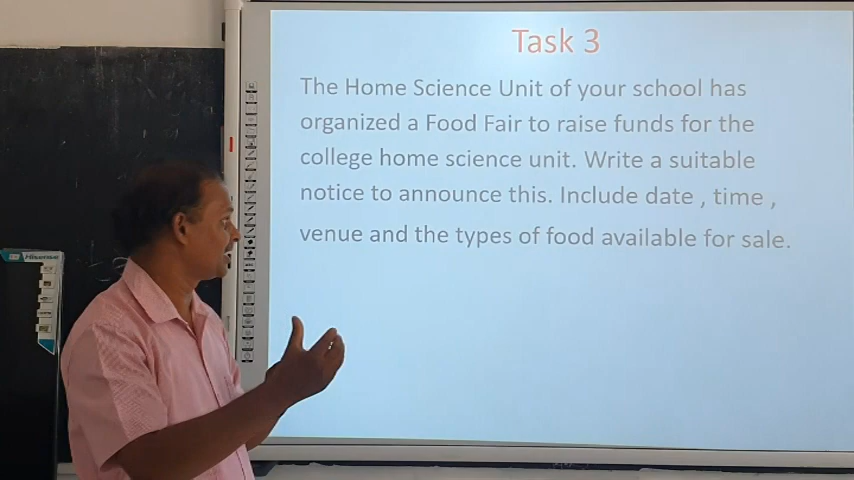 Task 3
The Home Science Unit of your school has
organized a Food Fair to raise funds for the
college home science unit. Write a suitable
notice to announce this. Include date , time ,
venue and the types of food available for sale.
Hisense